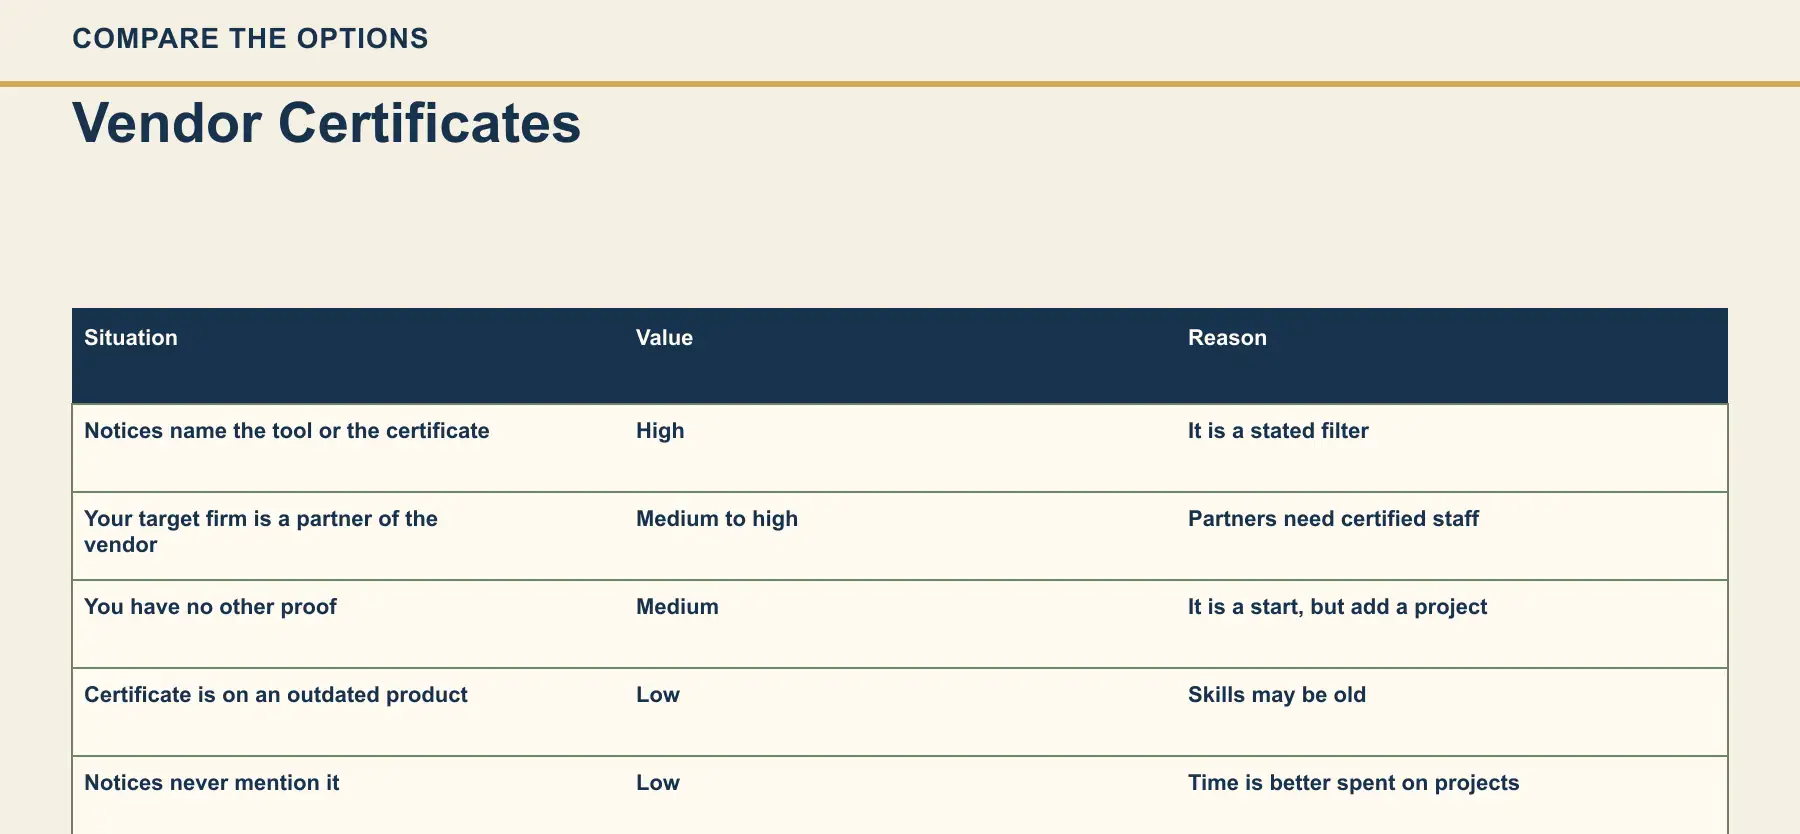 COMPARE THE OPTIONS
Vendor Certificates
Situation Value Reason
Notices name the tool or the certificate High It is a stated filter
Your target firm is a partner of the Medium to high Partners need certified staff
vendor
You have no other proof Medium It is a start, but add a project
Certificate is on an outdated product Low Skills may be old
Notices never mention it Low Time is better spent on projects